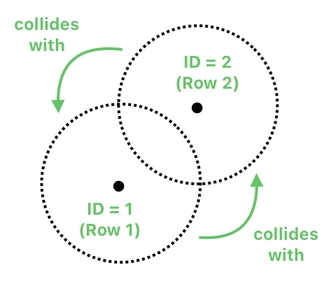 collides
with
ID = 2
(Row 2)
ID = 1
(Row 1)
collides
with